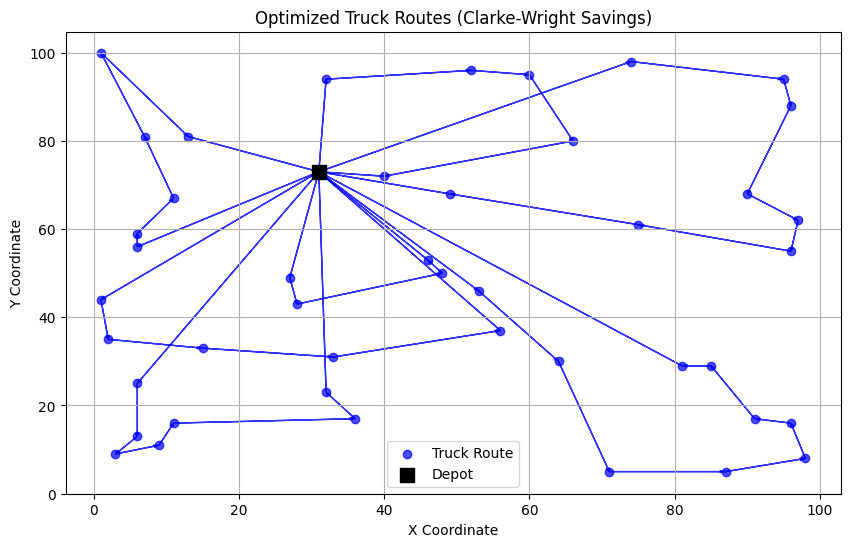 Optimized Truck Routes (Clarke-Wright Savings)
100
80
60
40
20
0
Y Coordinate
Truck Route
Depot
0 20 40 60 80 100
X Coordinate